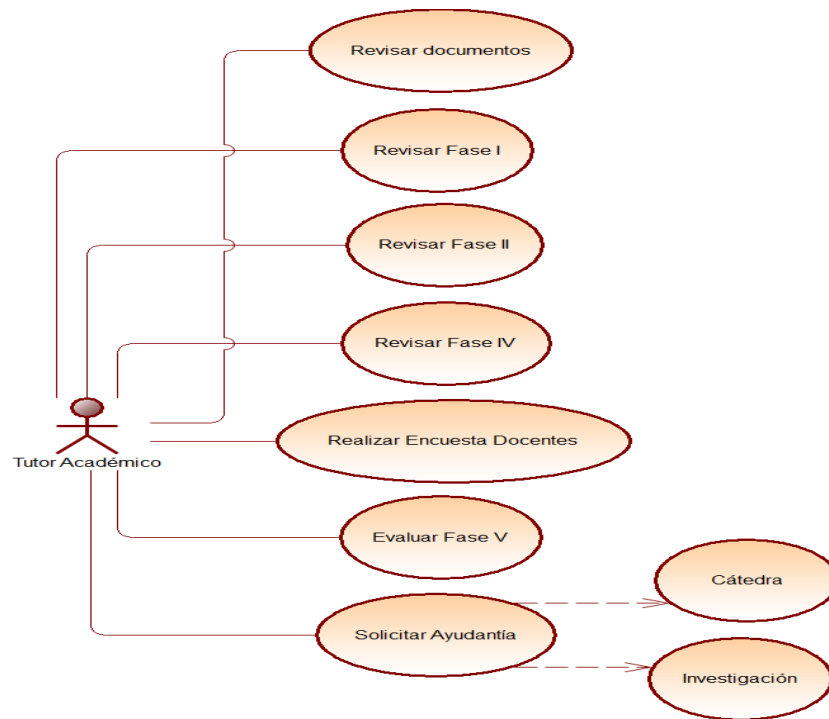 Revisar documentos
Revisar Fase I
Revisar Fase II
Revisar Fase IV
Realizar Encuesta Docentes
Tutor Académico
Evaluar Fase V
Cátedra
Solicitar Ayudantía
Investigación